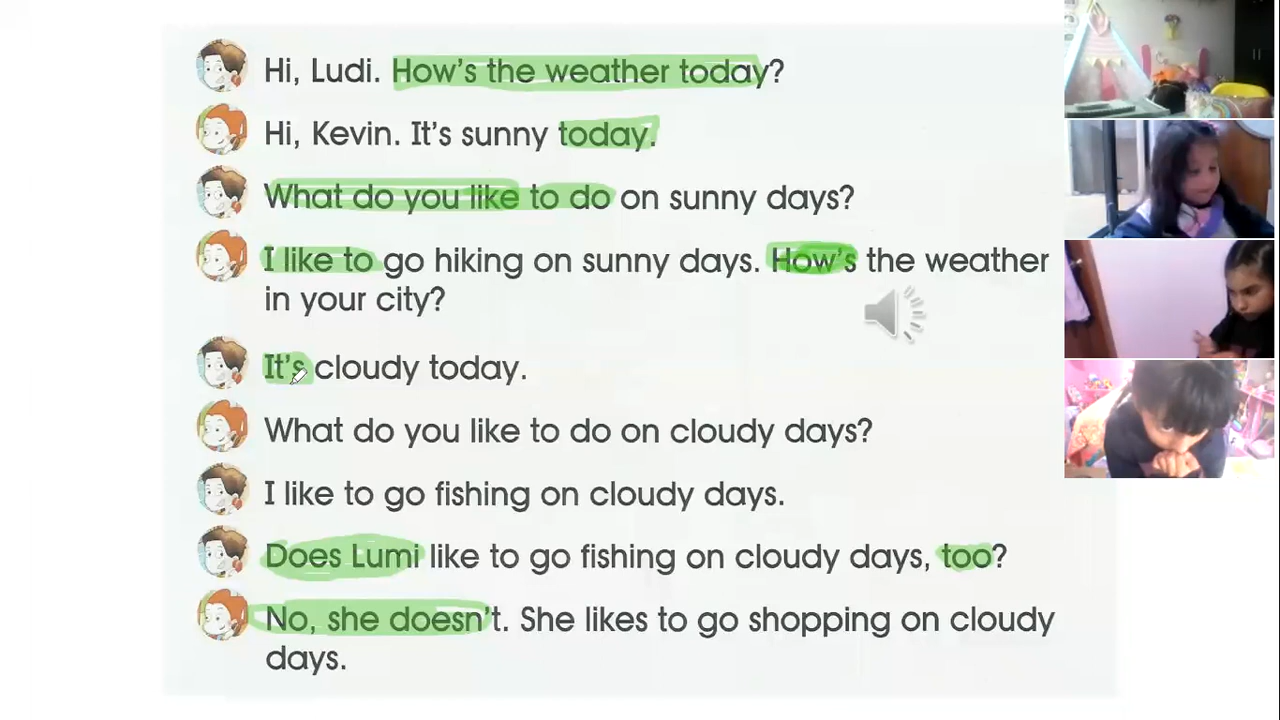 Hi, Ludi. How's the weather today?
Hi, Kevin. It's sunny today.
What do you like to do on sunny days?
I like to go hiking on sunny days. How's the weather
in your city?
It's cloudy today.
What do you like to do on cloudy days?
I like to go fishing on cloudy days.
Does Lumi like to go fishing on cloudy days, too?
No, she doesn't. She likes to go shopping on cloudy
days.